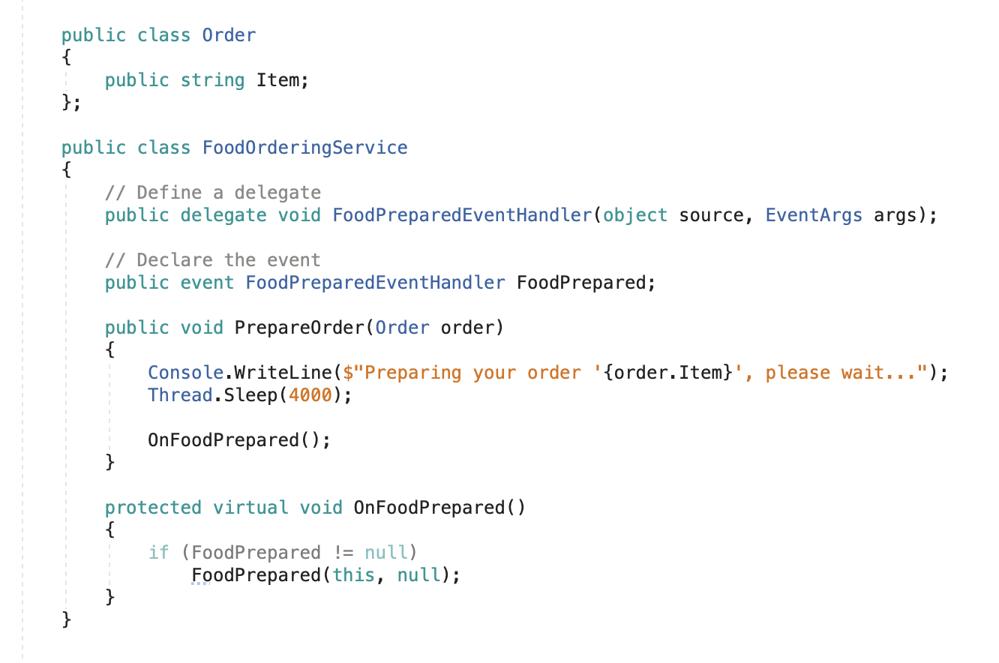 public class Order
{
    public string Item;
};

public class FoodOrderingService
{
    // Define a delegate
    public delegate void FoodPreparedEventHandler(object source, EventArgs args);

    // Declare the event
    public event FoodPreparedEventHandler FoodPrepared;

    public void PrepareOrder(Order order)
    {
        Console.WriteLine($"Preparing your order '{order.Item}', please wait...");
        Thread.Sleep(4000);

        OnFoodPrepared();
    }

    protected virtual void OnFoodPrepared()
    {
        if (FoodPrepared != null)
            FoodPrepared(this, null);
    }
}